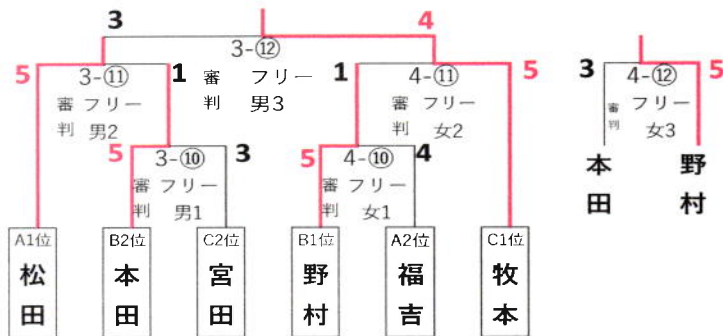 3 4
3-⑫
審 フリー
判 男3
5 3-⑪ 1
審 フリー
判 男2
1 4-⑪ 5
審 フリー
判 女2
3 4-⑫ 5
審 フリー
判 女3
本田
野村
5 3-⑩ 3
審 フリー
判 男1
5 4-⑩ 4
審 フリー
判 女1
A1位
松田
B2位
本田
C2位
宮田
B1位
野村
A2位
福吉
C1位
牧本